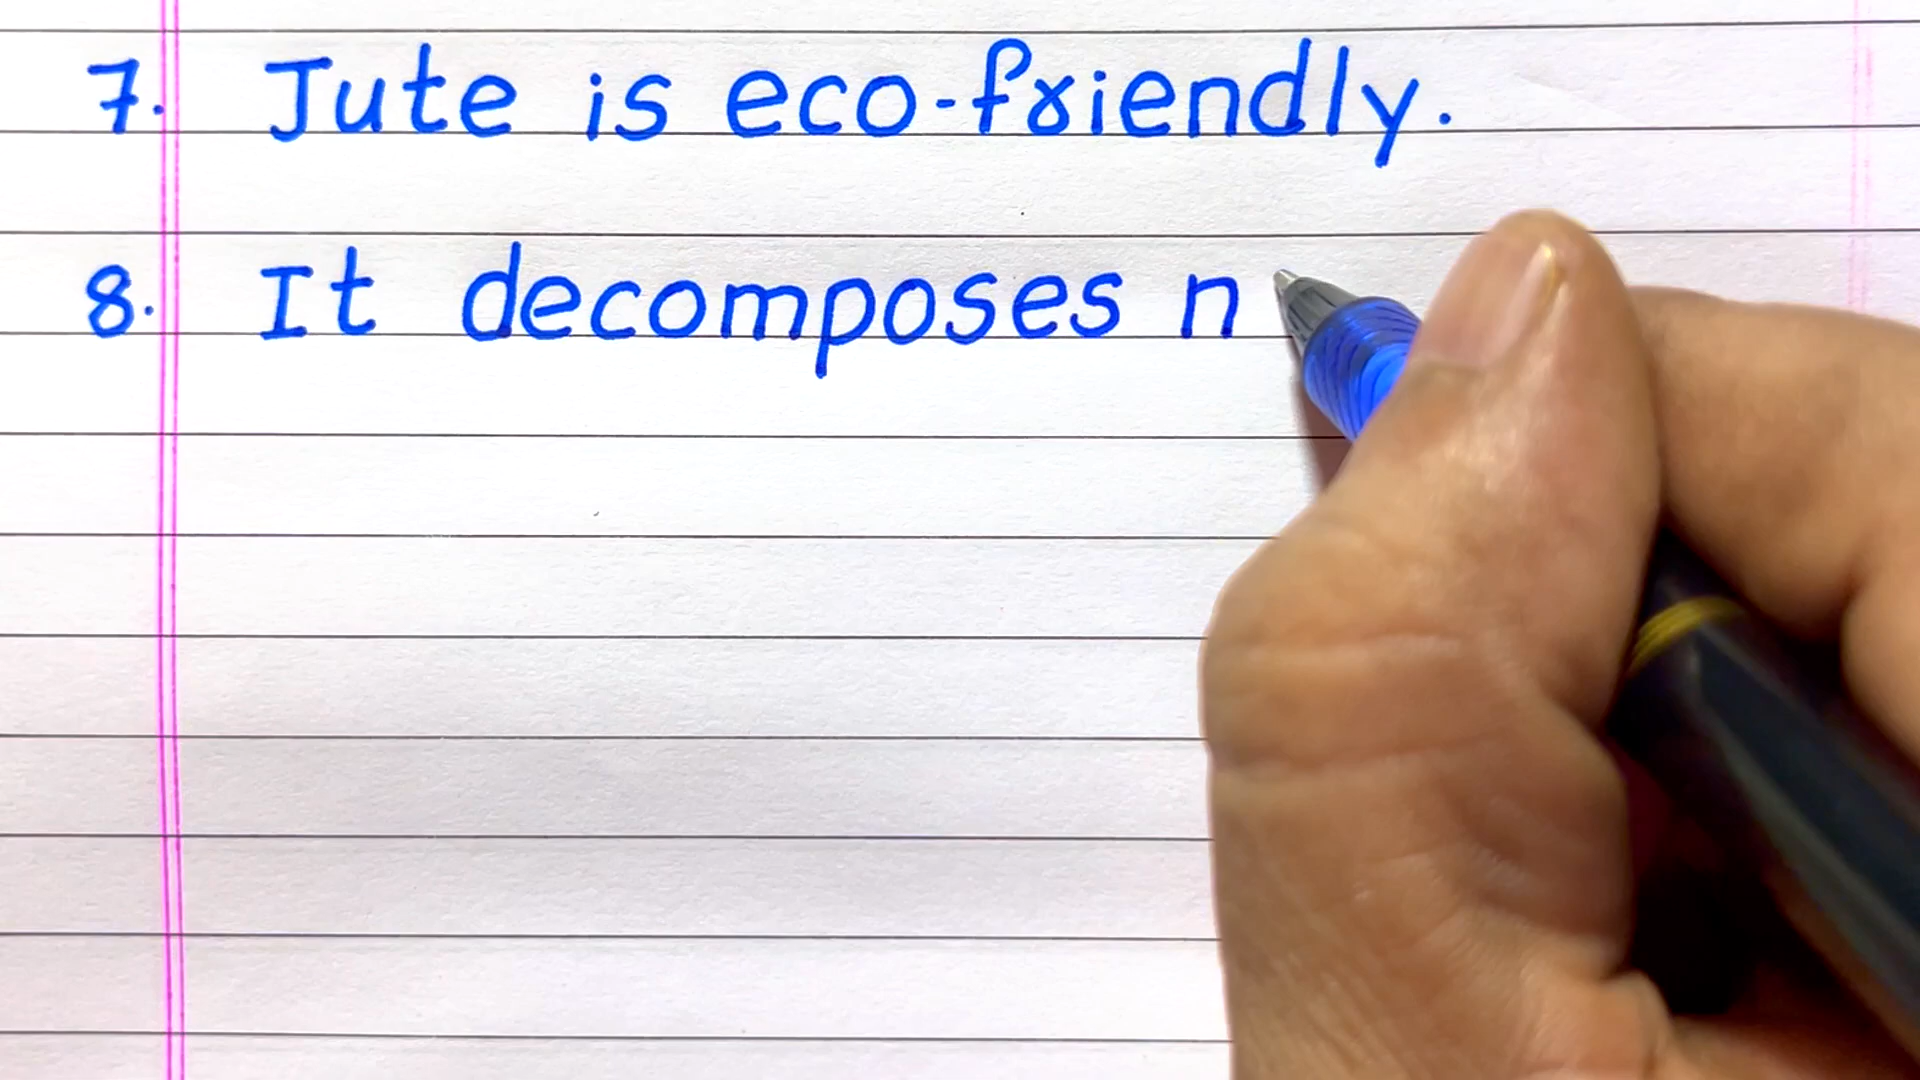 7. Jute is eco-friendly.
8. It decomposes n